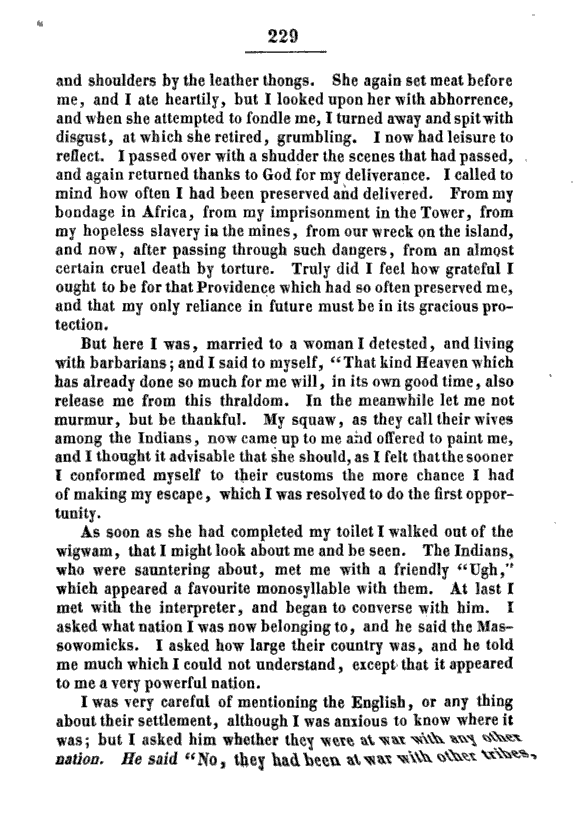 229
and shoulders by the leather thongs. She again set meat before
me, and I ate heartily, but I looked upon her with abhorrence,
and when she attempted to fondle me, I turned away and spit with
disgust, at which she retired, grumbling. I now had leisure to
reflect. I passed over with a shudder the scenes that had passed,
and again returned thanks to God for my deliverance. I called to
mind how often I had been preserved and delivered. From my
bondage in Africa, from my imprisonment in the Tower, from
my hopeless slavery in the mines, from our wreck on the island,
and now, after passing through such dangers, from an almost
certain cruel death by torture. Truly did I feel how grateful I
ought to be for that Providence which had so often preserved me,
and that my only reliance in future must be in its gracious pro-
tection.
But here I was, married to a woman I detested, and living
with barbarians; and I said to myself, "That kind Heaven which
has already done so much for me will, in its own good time, also
release me from this thraldom. In the meanwhile let me not
murmur, but be thankful. My squaw, as they call their wives
among the Indians, now came up to me and offered to paint me,
and I thought it advisable that she should, as I felt that the sooner
I conformed myself to their customs the more chance I had
of making my escape, which I was resolved to do the first oppor-
tunity.
As soon as she had completed my toilet I walked out of the
wigwam, that I might look about me and be seen. The Indians,
who were sauntering about, met me with a friendly "Ugh,"
which appeared a favourite monosyllable with them. At last I
met with the interpreter, and began to converse with him. I
asked what nation I was now belonging to, and he said the Mas-
sowomicks. I asked how large their country was, and he told
me much which I could not understand, except that it appeared
to me a very powerful nation.
I was very careful of mentioning the English, or any thing
about their settlement, although I was anxious to know where it
was; but I asked him whether they were at war with any other
nation. He said "No, they had been at war with other tribes,